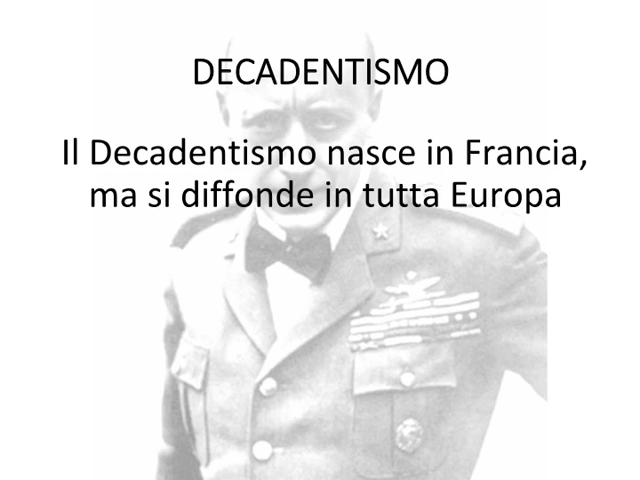 DECADENTISMO
Il Decadentismo nasce in Francia,
ma si diffonde in tutta Europa